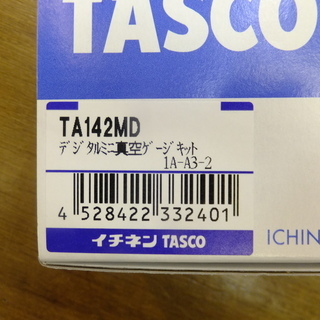 TASCO
TA142MD
デジタルミニ真空ゲージキット
1A-A3-2
4 528422 332401
イチネン TASCO
ICHIN